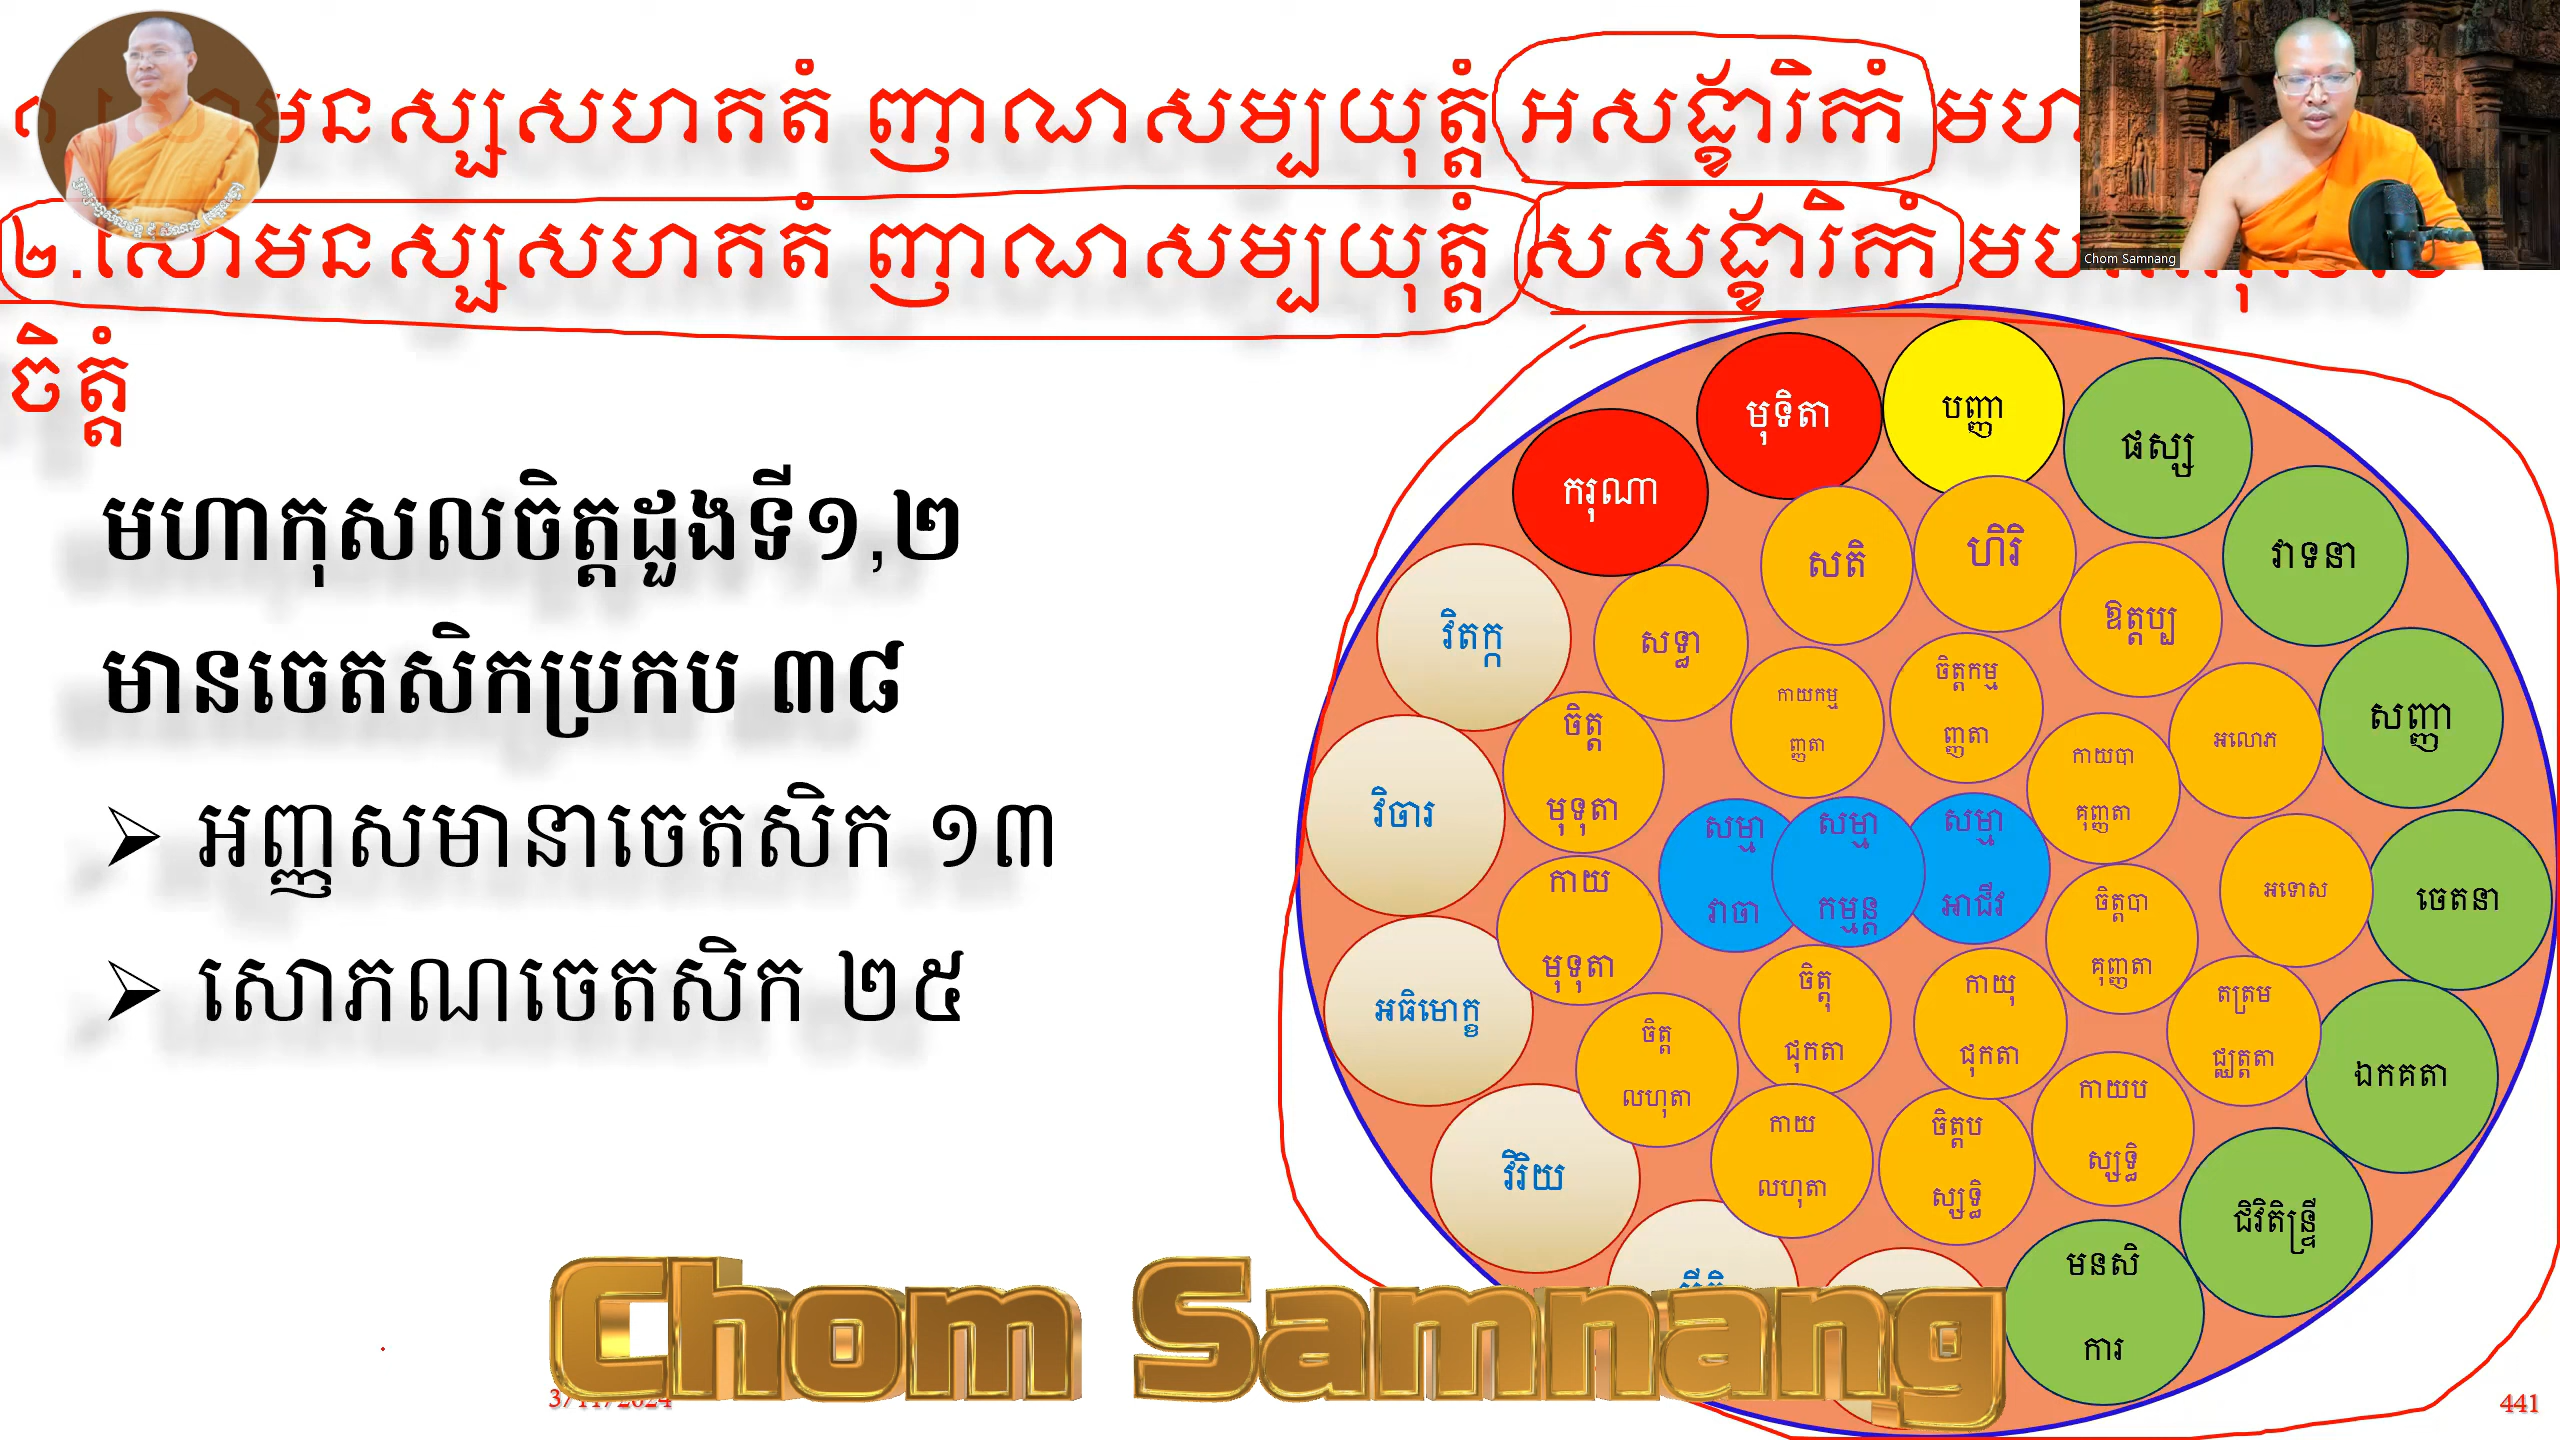 សោមនស្សសហគតំ ញាណសម្បយុត្តំ អសង្ខារិកំ មហា
២.សោមនស្សសហគតំ ញាណសម្បយុត្តំ សសង្ខារិកំ
ចិត្តំ
មហាកុសលចិត្តដួងទី១,២
មានចេតសិកប្រកប ៣៨
➢ អញ្ញសមានាចេតសិក ១៣
➢ សោភណចេតសិក ២៥
Chom Samnang
មុទិតា
បញ្ញា
ផស្ស
ករុណា
សតិ
ហិរិ
វាទនា
វិតក្ក
សទ្ធា
ឱត្តប្ប
ចិត្តកម្ម
ញ្ញតា
កាយកម្ម
ញ្ញតា
សញ្ញា
ចិត្ត
មុទុតា
អលោភ
កាយបា
គុញ្ញតា
វិចារ
សម្មា
វាចា
សម្មា
កម្មន្ត
សម្មា
អាជីវ
អទោស
ចេតនា
កាយ
មុទុតា
ចិត្តបា
គុញ្ញតា
អធិមោក្ខ
ចិត្តុ
ជុកតា
កាយុ
ជុកតា
តត្រម
ជ្ឈត្តតា
ឯកគតា
ចិត្ត
លហុតា
កាយ
លហុតា
ចិត្តប
ស្សទ្ធិ
កាយប
ស្សទ្ធិ
វិរិយ
ជិវិតិន្ទ្រី
មនសិ
ការ
Chom Samnang
441